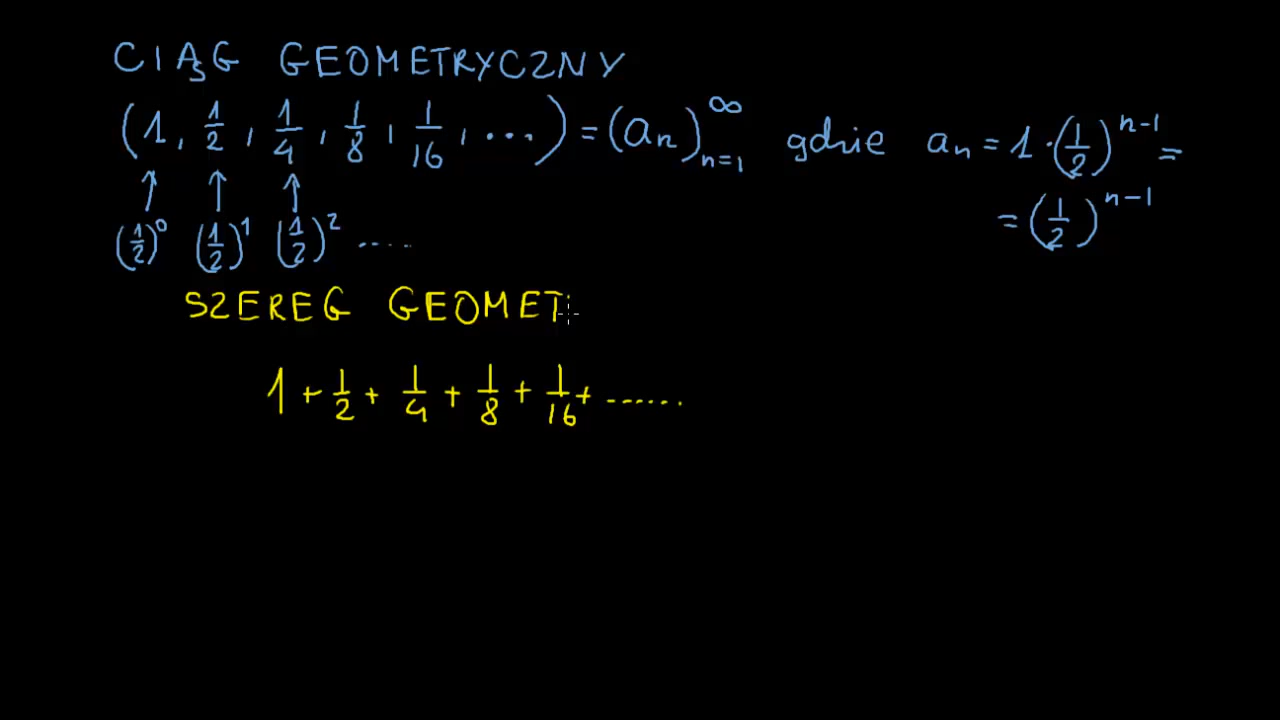 CIĄG GEOMETRYCZNY
(1, 1/2, 1/4, 1/8, 1/16, ...) = (aₙ)ₙ₌₁^∞ gdzie aₙ = 1·(1/2)ⁿ⁻¹ =
= (1/2)ⁿ⁻¹
↑ ↑ ↑
(1/2)⁰ (1/2)¹ (1/2)² .....
SZEREG GEOMET
1 + 1/2 + 1/4 + 1/8 + 1/16 + ......